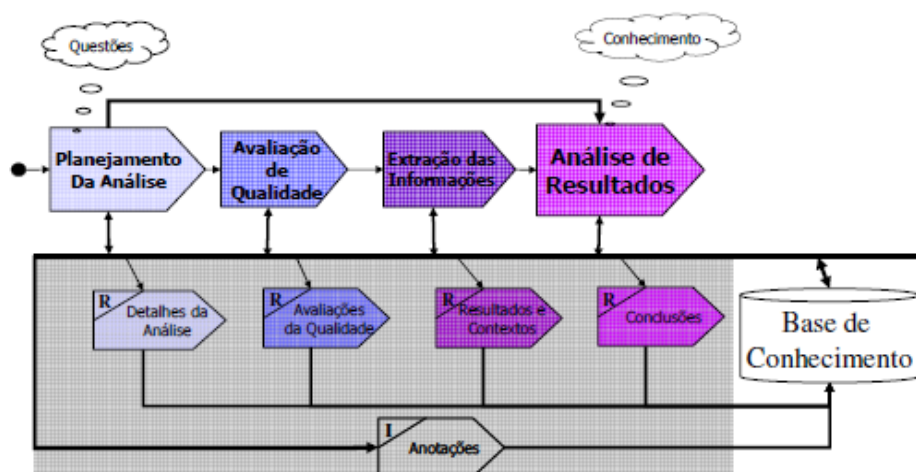 Questões
Conhecimento
Planejamento
Da Análise
Avaliação
de
Qualidade
Extração das
Informações
Análise de
Resultados
R
Detalhes da
Análise
R
Avaliações
da Qualidade
R
Resultados e
Contextos
R
Conclusões
Base de
Conhecimento
I
Anotações